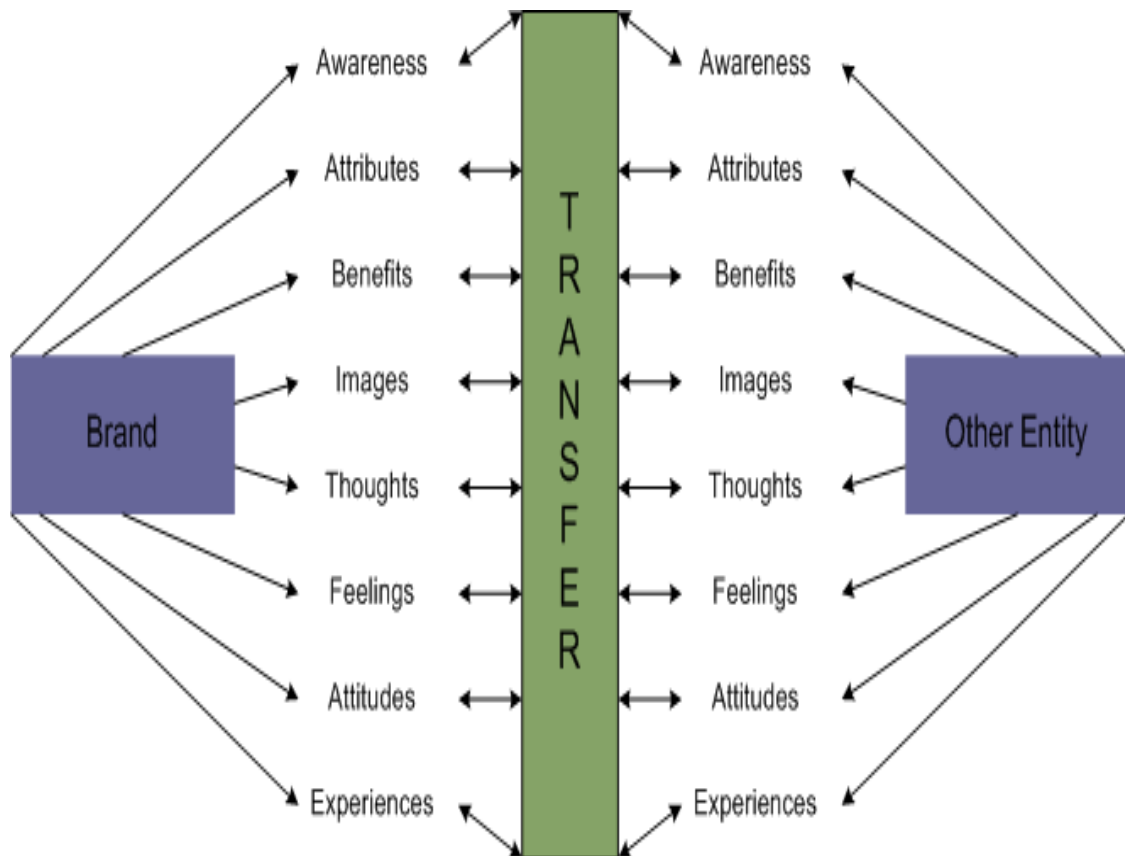 Awareness
Attributes
Benefits
Images
Thoughts
Feelings
Attitudes
Experiences
Brand
TRANSFER
Awareness
Attributes
Benefits
Images
Thoughts
Feelings
Attitudes
Experiences
Other Entity